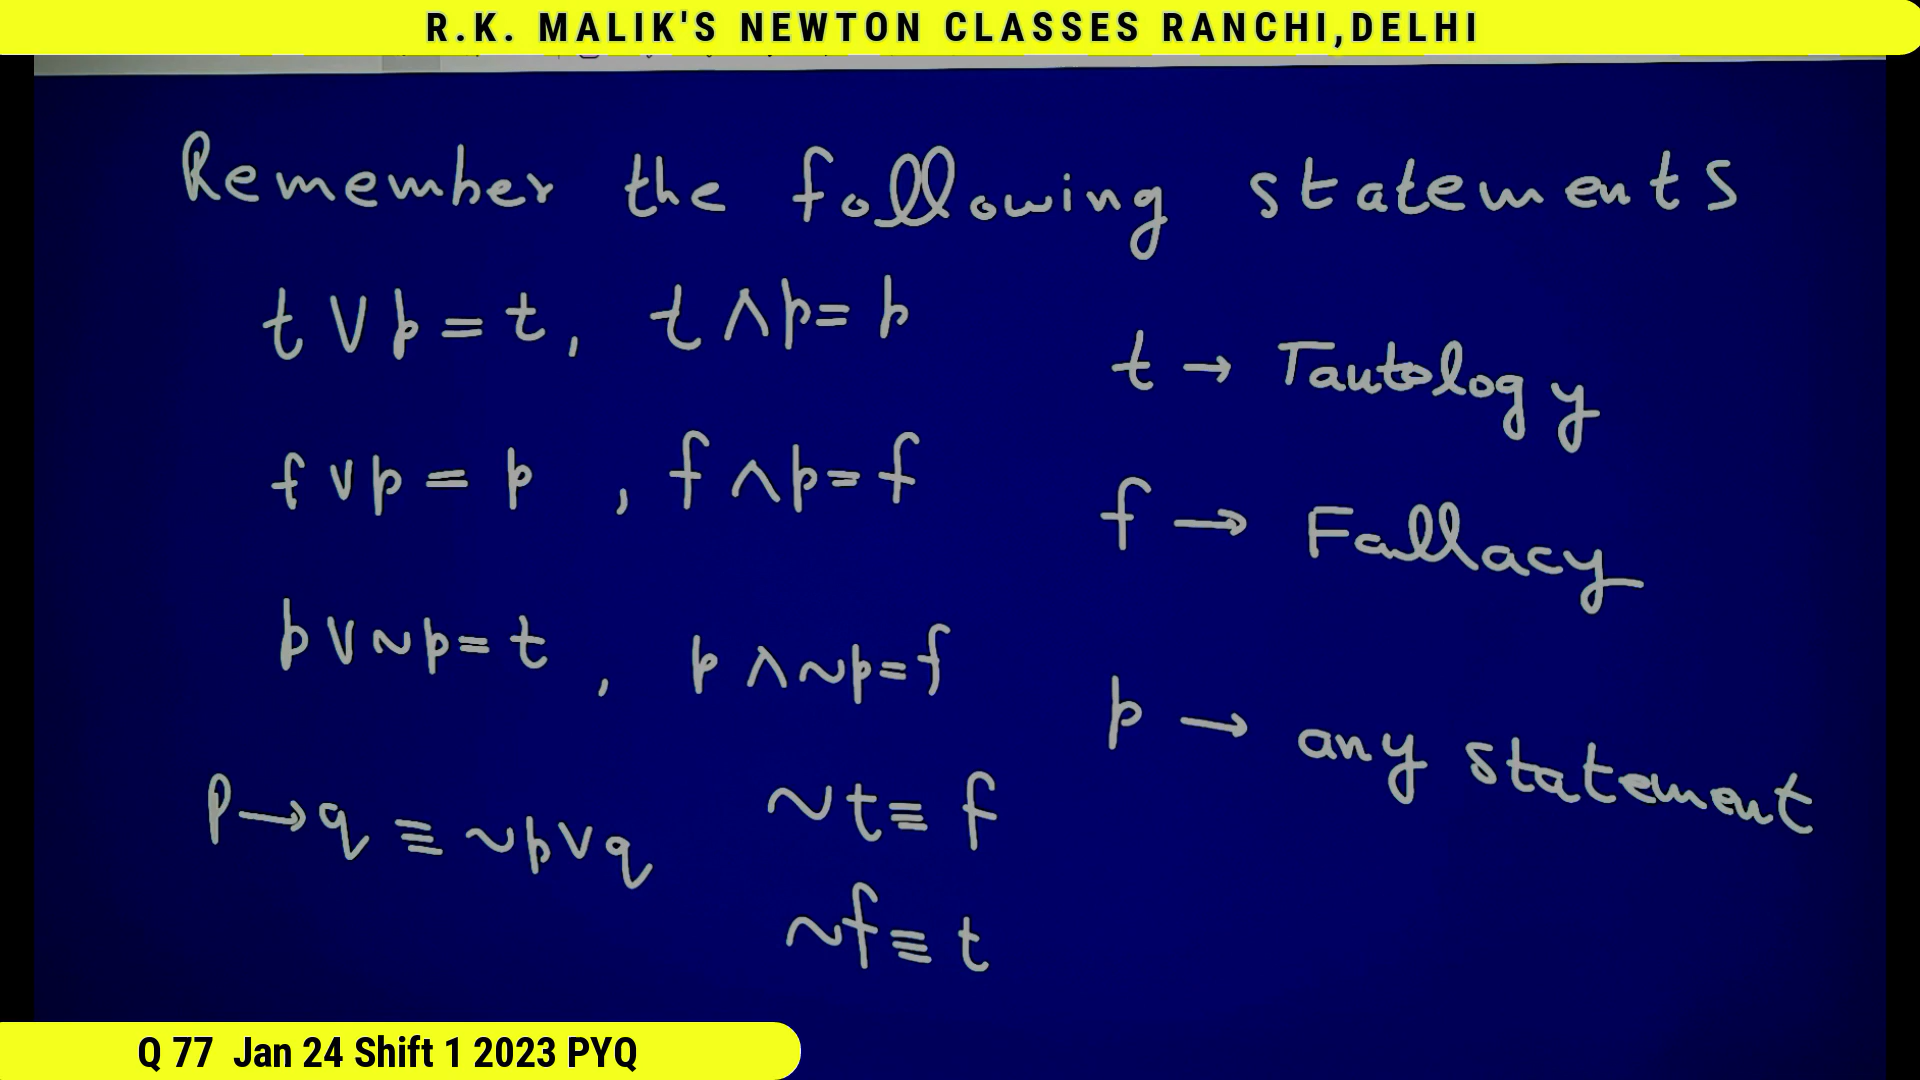 R.K. MALIK'S NEWTON CLASSES RANCHI,DELHI
Remember the following statements
t ∨ p = t, t ∧ p = p
t → Tautology
f ∨ p = p , f ∧ p = f
f → Fallacy
p ∨ ~p = t , p ∧ ~p = f
p → any statement
p → q ≡ ~p ∨ q ~t ≡ f
~f ≡ t
Q 77 Jan 24 Shift 1 2023 PYQ